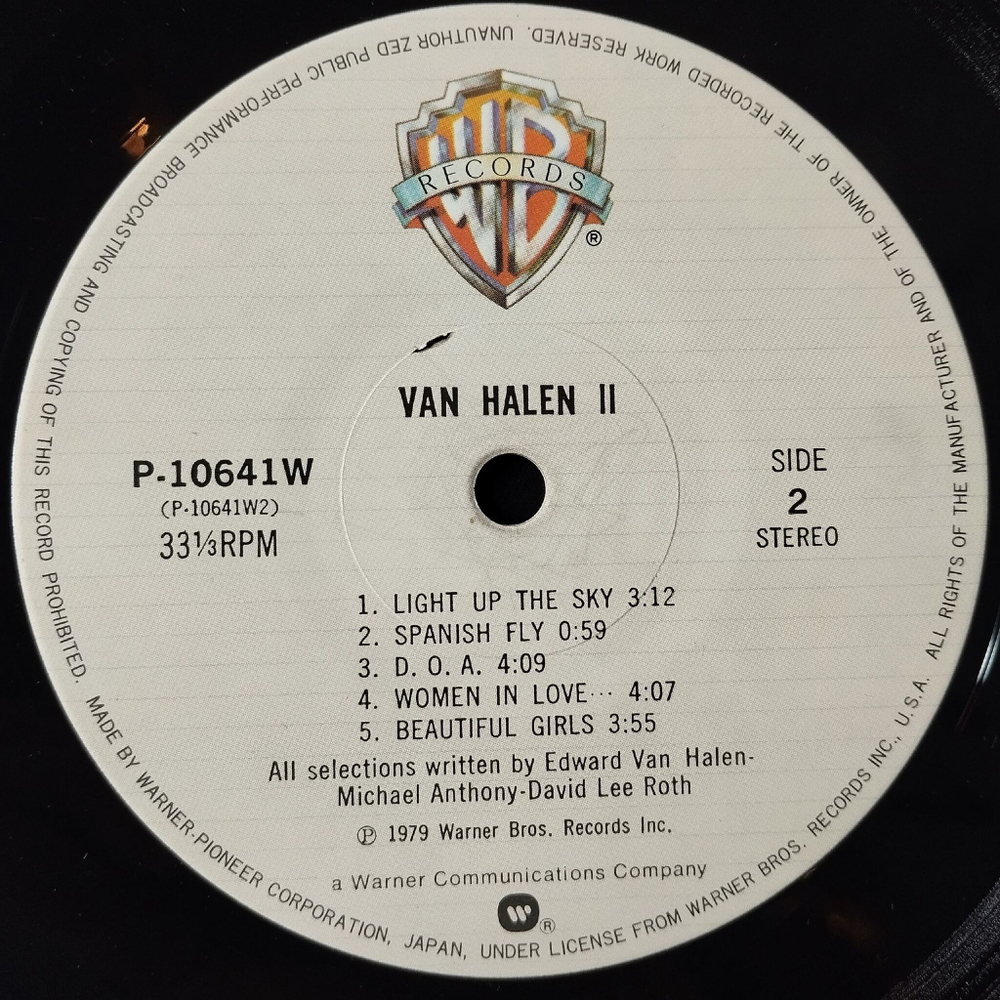 WB
RECORDS
®
VAN HALEN II
P-10641W
(P-10641W2)
33⅓RPM
SIDE
2
STEREO
1. LIGHT UP THE SKY 3:12
2. SPANISH FLY 0:59
3. D. O. A. 4:09
4. WOMEN IN LOVE··· 4:07
5. BEAUTIFUL GIRLS 3:55
All selections written by Edward Van Halen-
Michael Anthony-David Lee Roth
Ⓟ 1979 Warner Bros. Records Inc.
a Warner Communications Company
W ®
MADE BY WARNER-PIONEER CORPORATION, JAPAN, UNDER LICENSE FROM WARNER BROS. RECORDS INC., U.S.A. ALL RIGHTS OF THE MANUFACTURER AND OF THE OWNER OF THE RECORDED WORK RESERVED. UNAUTHOR ZED PUBLIC PERFORMANCE BROADCASTING AND COPYING OF THIS RECORD PROHIBITED.